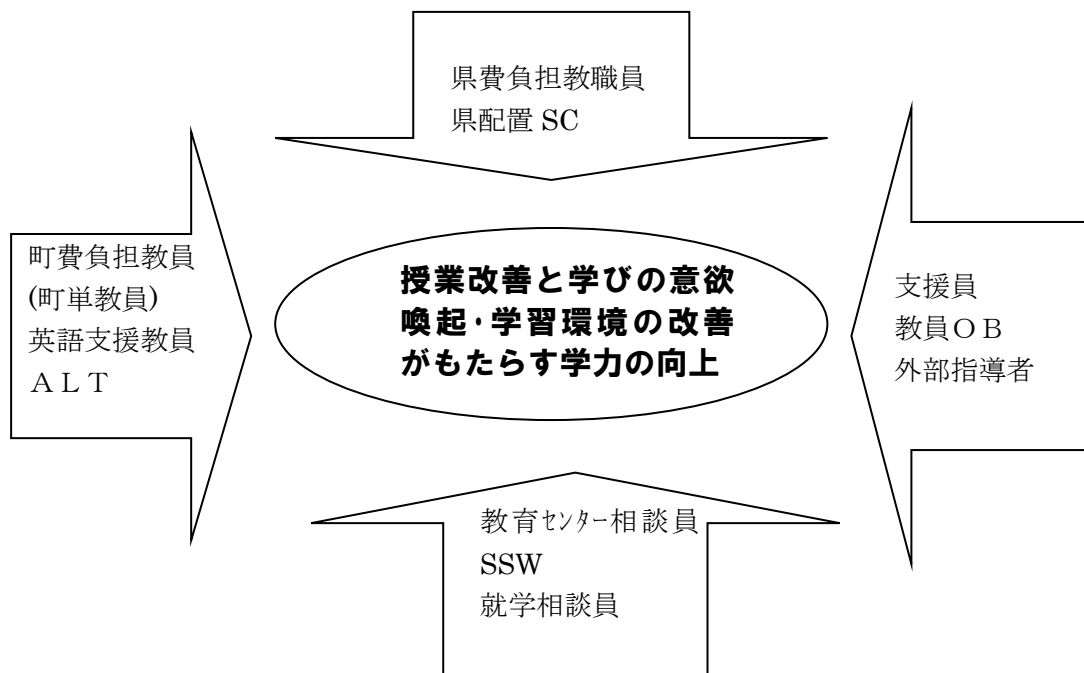 県費負担教職員
県配置 SC
町費負担教員
(町単教員)
英語支援教員
ＡＬＴ
授業改善と学びの意欲
喚起･学習環境の改善
がもたらす学力の向上
支援員
教員ＯＢ
外部指導者
教育ｾﾝﾀｰ相談員
SSW
就学相談員